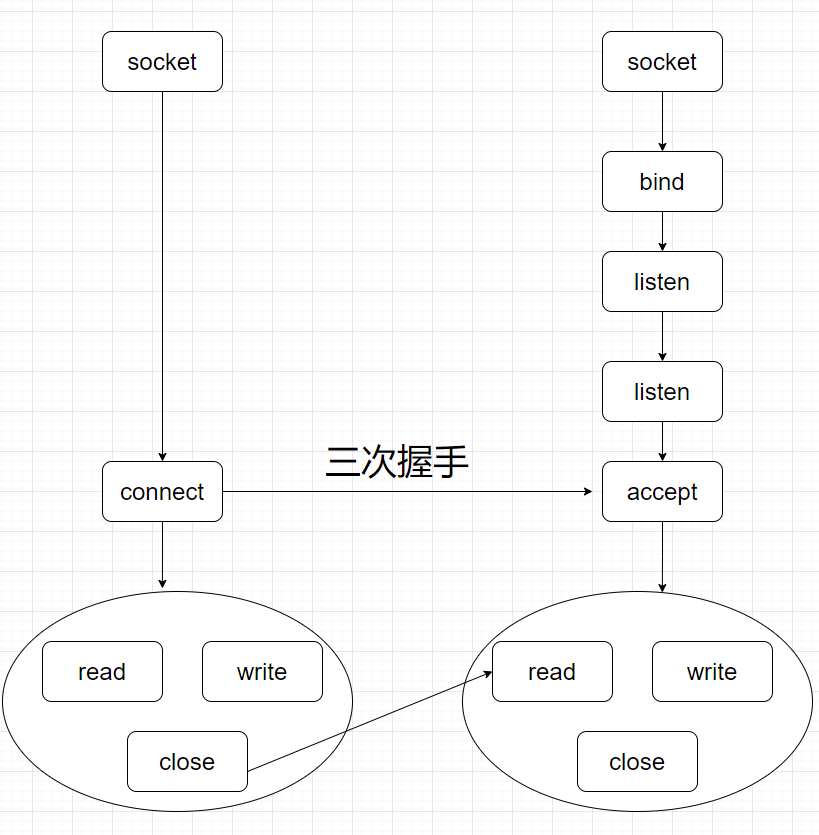 socket
socket
bind
listen
listen
三次握手
connect
accept
read
write
close
read
write
close